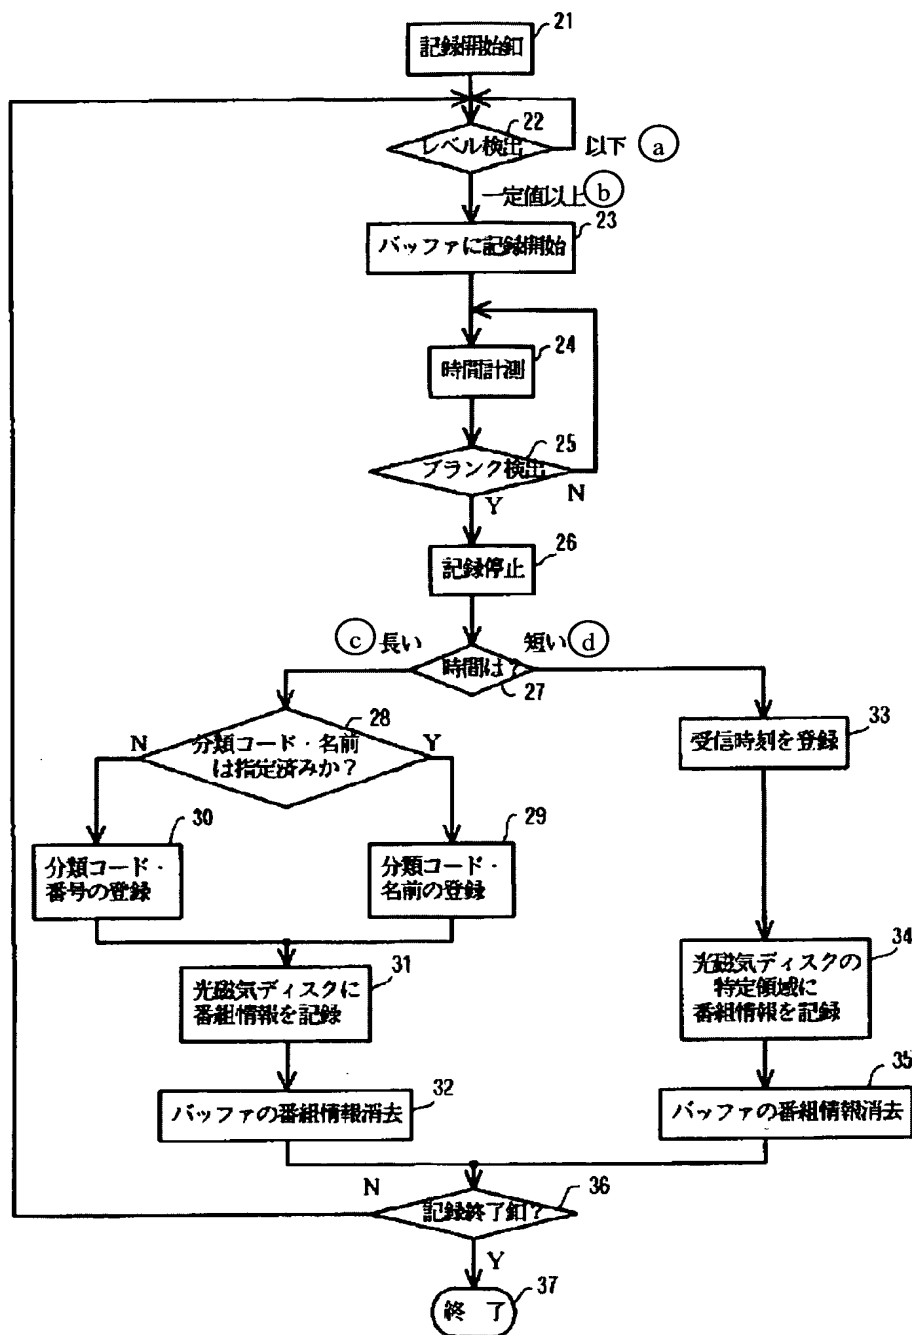 21
記録開始釦
22
レベル検出
以下 a
一定値以上 b
23
バッファに記録開始
24
時間計測
25
ブランク検出
N
Y
26
記録停止
c 長い
短い d
時間は?
27
28
N
分類コード・名前
は指定済みか?
Y
33
受信時刻を登録
30
分類コード・
番号の登録
29
分類コード・
名前の登録
31
光磁気ディスクに
番組情報を記録
34
光磁気ディスクの
特定領域に
番組情報を記録
32
バッファの番組情報消去
35
バッファの番組情報消去
N
36
記録終了釦?
Y
37
終 了